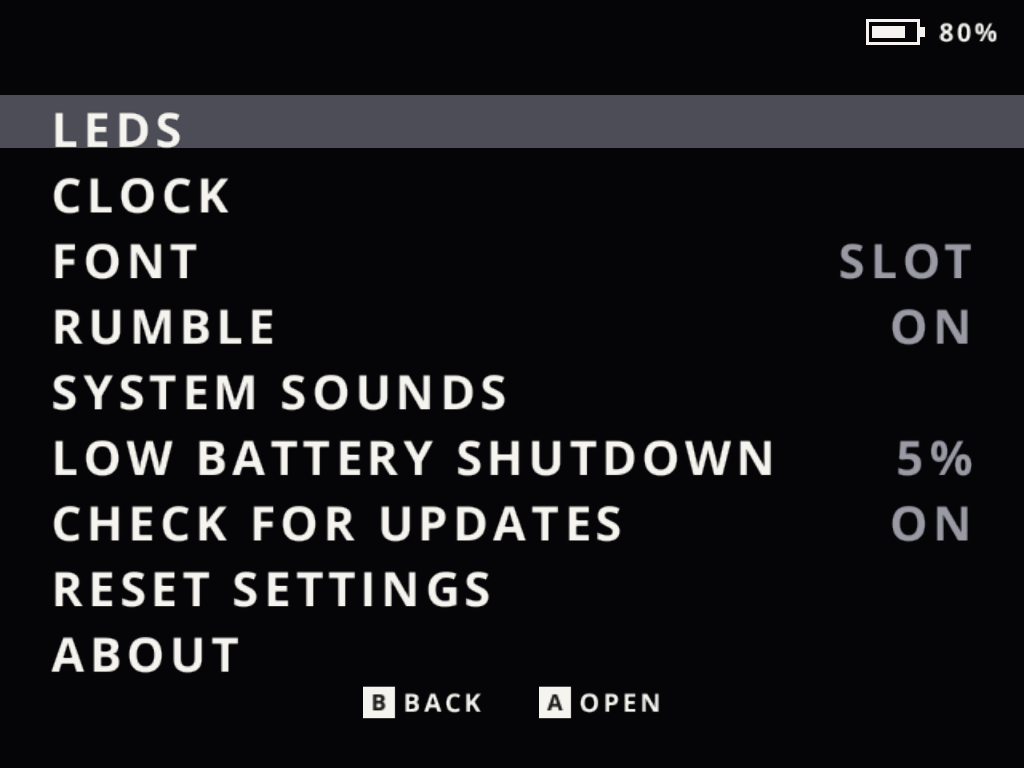 80%
LEDS
CLOCK
FONT SLOT
RUMBLE ON
SYSTEM SOUNDS
LOW BATTERY SHUTDOWN 5%
CHECK FOR UPDATES ON
RESET SETTINGS
ABOUT
B BACK A OPEN